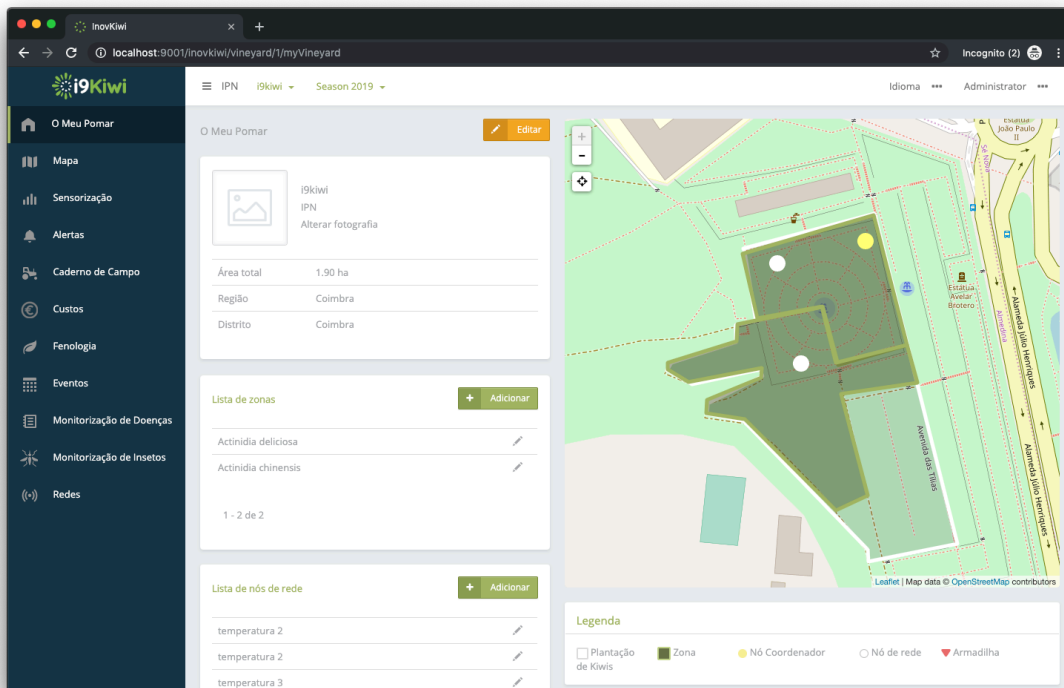 InovKiwi
localhost:9001/inovkiwi/vineyard/1/myVineyard
Incognito (2)
i9Kiwi
IPN
i9kiwi
Season 2019
Idioma
Administrator
O Meu Pomar
Mapa
Sensorização
Alertas
Caderno de Campo
Custos
Fenologia
Eventos
Monitorização de Doenças
Monitorização de Insetos
Redes
O Meu Pomar
Editar
i9kiwi
IPN
Alterar fotografia
Área total 1.90 ha
Região Coimbra
Distrito Coimbra
Lista de zonas
Adicionar
Actinidia deliciosa
Actinidia chinensis
1 - 2 de 2
Lista de nós de rede
Adicionar
temperatura 2
temperatura 2
temperatura 3
Estátua
João Paulo
II
Sé Nova
Estátua
Avelar
Brotero
Almedina
Alameda Júlio Henriques
Alameda Júlio Henriques
Avenida das Tílias
Leaflet | Map data © OpenStreetMap contributors
Legenda
Plantação
de Kiwis
Zona
Nó Coordenador
Nó de rede
Armadilha